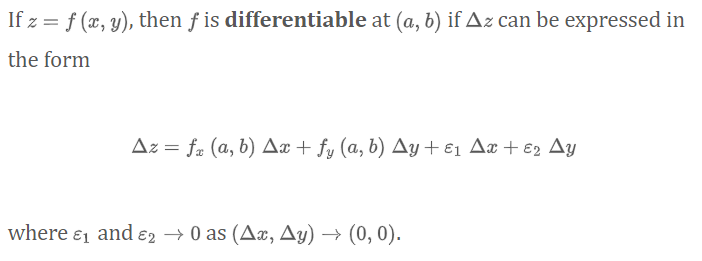 If z = f (x, y), then f is differentiable at (a, b) if Δz can be expressed in
the form
Δz = fₓ (a, b) Δx + f_y (a, b) Δy + ε₁ Δx + ε₂ Δy
where ε₁ and ε₂ → 0 as (Δx, Δy) → (0, 0).